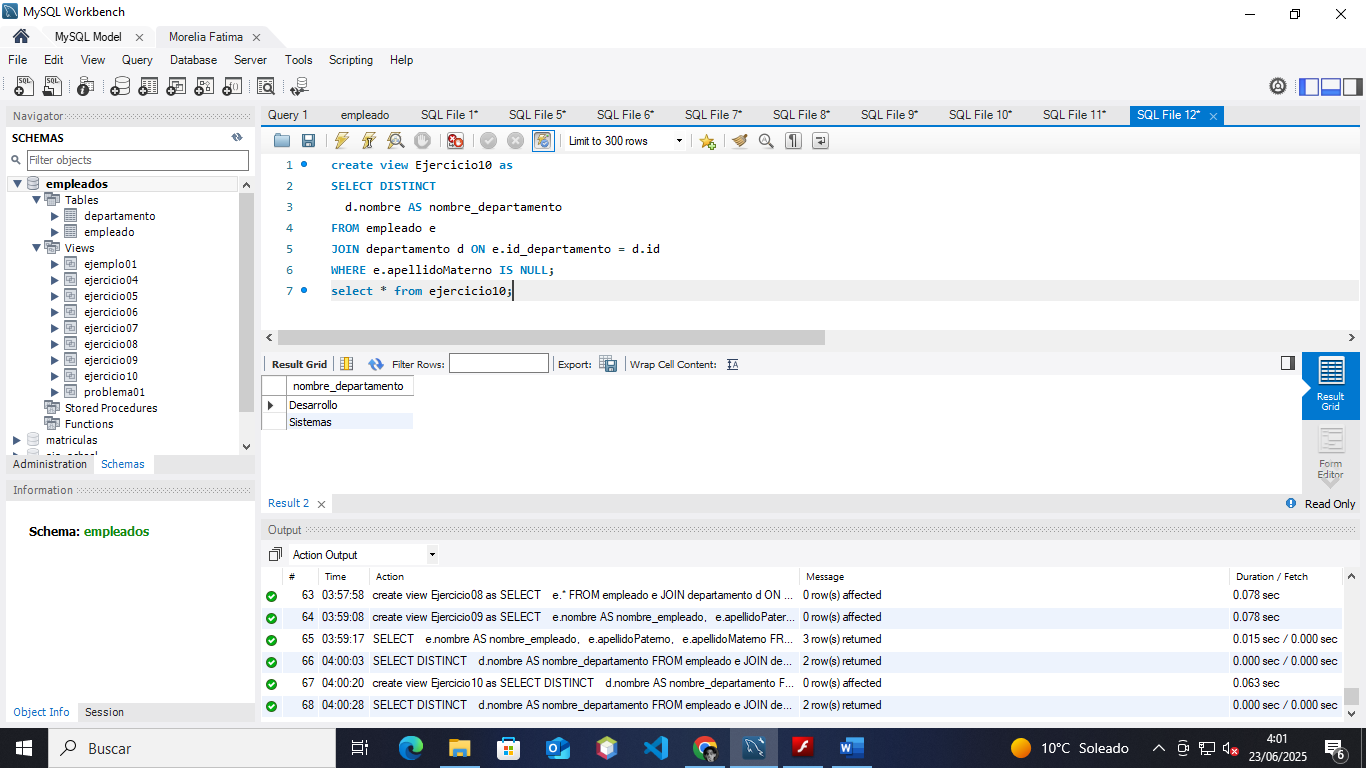 MySQL Workbench
MySQL Model
Morelia Fatima
File Edit View Query Database Server Tools Scripting Help
Navigator
SCHEMAS
Filter objects
empleados
Tables
departamento
empleado
Views
ejemplo01
ejercicio04
ejercicio05
ejercicio06
ejercicio07
ejercicio08
ejercicio09
ejercicio10
problema01
Stored Procedures
Functions
matriculas
Administration Schemas
Information
Schema: empleados
Object Info Session
Query 1 empleado SQL File 1* SQL File 5* SQL File 6* SQL File 7* SQL File 8* SQL File 9* SQL File 10* SQL File 11* SQL File 12*
Limit to 300 rows
1 create view Ejercicio10 as
2 SELECT DISTINCT
3 d.nombre AS nombre_departamento
4 FROM empleado e
5 JOIN departamento d ON e.id_departamento = d.id
6 WHERE e.apellidoMaterno IS NULL;
7 select * from ejercicio10;
Result Grid Filter Rows: Export: Wrap Cell Content:
nombre_departamento
Desarrollo
Sistemas
Result Grid
Form Editor
Result 2
Read Only
Output
Action Output
# Time Action Message Duration / Fetch
63 03:57:58 create view Ejercicio08 as SELECT e.* FROM empleado e JOIN departamento d ON ... 0 row(s) affected 0.078 sec
64 03:59:08 create view Ejercicio09 as SELECT e.nombre AS nombre_empleado, e.apellidoPater... 0 row(s) affected 0.078 sec
65 03:59:17 SELECT e.nombre AS nombre_empleado, e.apellidoPaterno, e.apellidoMaterno FR... 3 row(s) returned 0.015 sec / 0.000 sec
66 04:00:03 SELECT DISTINCT d.nombre AS nombre_departamento FROM empleado e JOIN de... 2 row(s) returned 0.000 sec / 0.000 sec
67 04:00:20 create view Ejercicio10 as SELECT DISTINCT d.nombre AS nombre_departamento F... 0 row(s) affected 0.063 sec
68 04:00:28 SELECT DISTINCT d.nombre AS nombre_departamento FROM empleado e JOIN de... 2 row(s) returned 0.000 sec / 0.000 sec
Buscar
10°C Soleado
4:01
23/06/2025
6